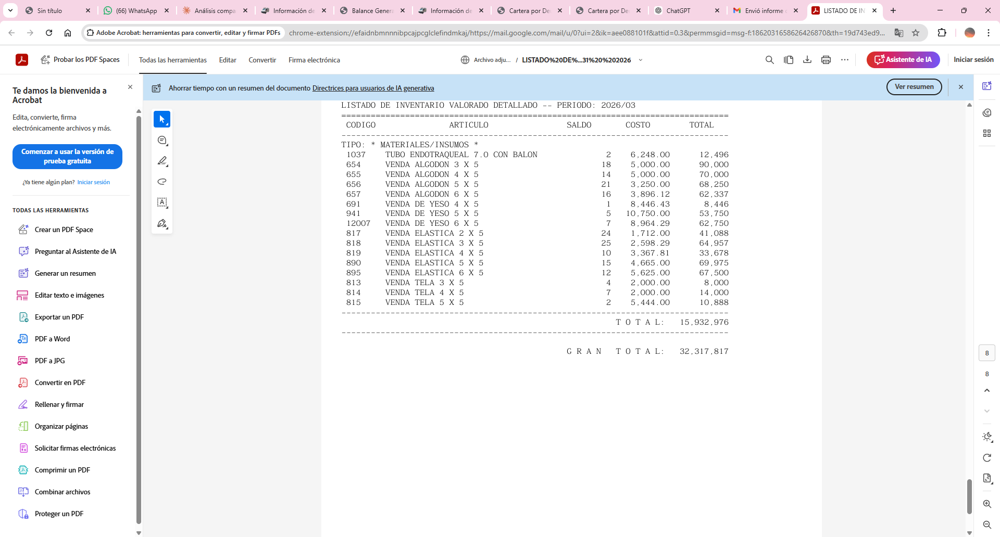 Sin título
(66) WhatsApp
Análisis compa
Información de
Balance Genera
Información de
Cartera por De
Cartera por De
ChatGPT
Envió informe
LISTADO DE IN
Adobe Acrobat: herramientas para convertir, editar y firmar PDFs
chrome-extension://efaidnbmnnnibpcajpcglclefindmkaj/https://mail.google.com/mail/u/0?ui=2&ik=aee088101f&attid=0.3&permmsgid=msg-f:1862031658626426870&th=19d743ed9...
Probar los PDF Spaces
Todas las herramientas
Editar
Convertir
Firma electrónica
Archivo adju... / LISTADO%20DE%...31%20%202026
Asistente de IA
Iniciar sesión
Te damos la bienvenida a
Acrobat
Edita, convierte, firma
electrónicamente archivos y más.
Comenzar a usar la versión de
prueba gratuita
¿Ya tiene algún plan? Iniciar sesión
TODAS LAS HERRAMIENTAS
Crear un PDF Space
Preguntar al Asistente de IA
Generar un resumen
Editar texto e imágenes
Exportar un PDF
PDF a Word
PDF a JPG
Convertir en PDF
Rellenar y firmar
Organizar páginas
Solicitar firmas electrónicas
Comprimir un PDF
Combinar archivos
Proteger un PDF
Ahorrar tiempo con un resumen del documento Directrices para usuarios de IA generativa
Ver resumen
LISTADO DE INVENTARIO VALORADO DETALLADO -- PERIODO: 2026/03
CODIGO ARTICULO SALDO COSTO TOTAL
TIPO: * MATERIALES/INSUMOS *
1037 TUBO ENDOTRAQUEAL 7.0 CON BALON 2 6,248.00 12,496
654 VENDA ALGODON 3 X 5 18 5,000.00 90,000
655 VENDA ALGODON 4 X 5 14 5,000.00 70,000
656 VENDA ALGODON 5 X 5 21 3,250.00 68,250
657 VENDA ALGODON 6 X 5 16 3,896.12 62,337
691 VENDA DE YESO 4 X 5 1 8,446.43 8,446
941 VENDA DE YESO 5 X 5 5 10,750.00 53,750
12007 VENDA DE YESO 6 X 5 7 8,964.29 62,750
817 VENDA ELASTICA 2 X 5 24 1,712.00 41,088
818 VENDA ELASTICA 3 X 5 25 2,598.29 64,957
819 VENDA ELASTICA 4 X 5 10 3,367.81 33,678
890 VENDA ELASTICA 5 X 5 15 4,665.00 69,975
895 VENDA ELASTICA 6 X 5 12 5,625.00 67,500
813 VENDA TELA 3 X 5 4 2,000.00 8,000
814 VENDA TELA 4 X 5 7 2,000.00 14,000
815 VENDA TELA 5 X 5 2 5,444.00 10,888
T O T A L: 15,932,976
G R A N T O T A L: 32,317,817
8
8